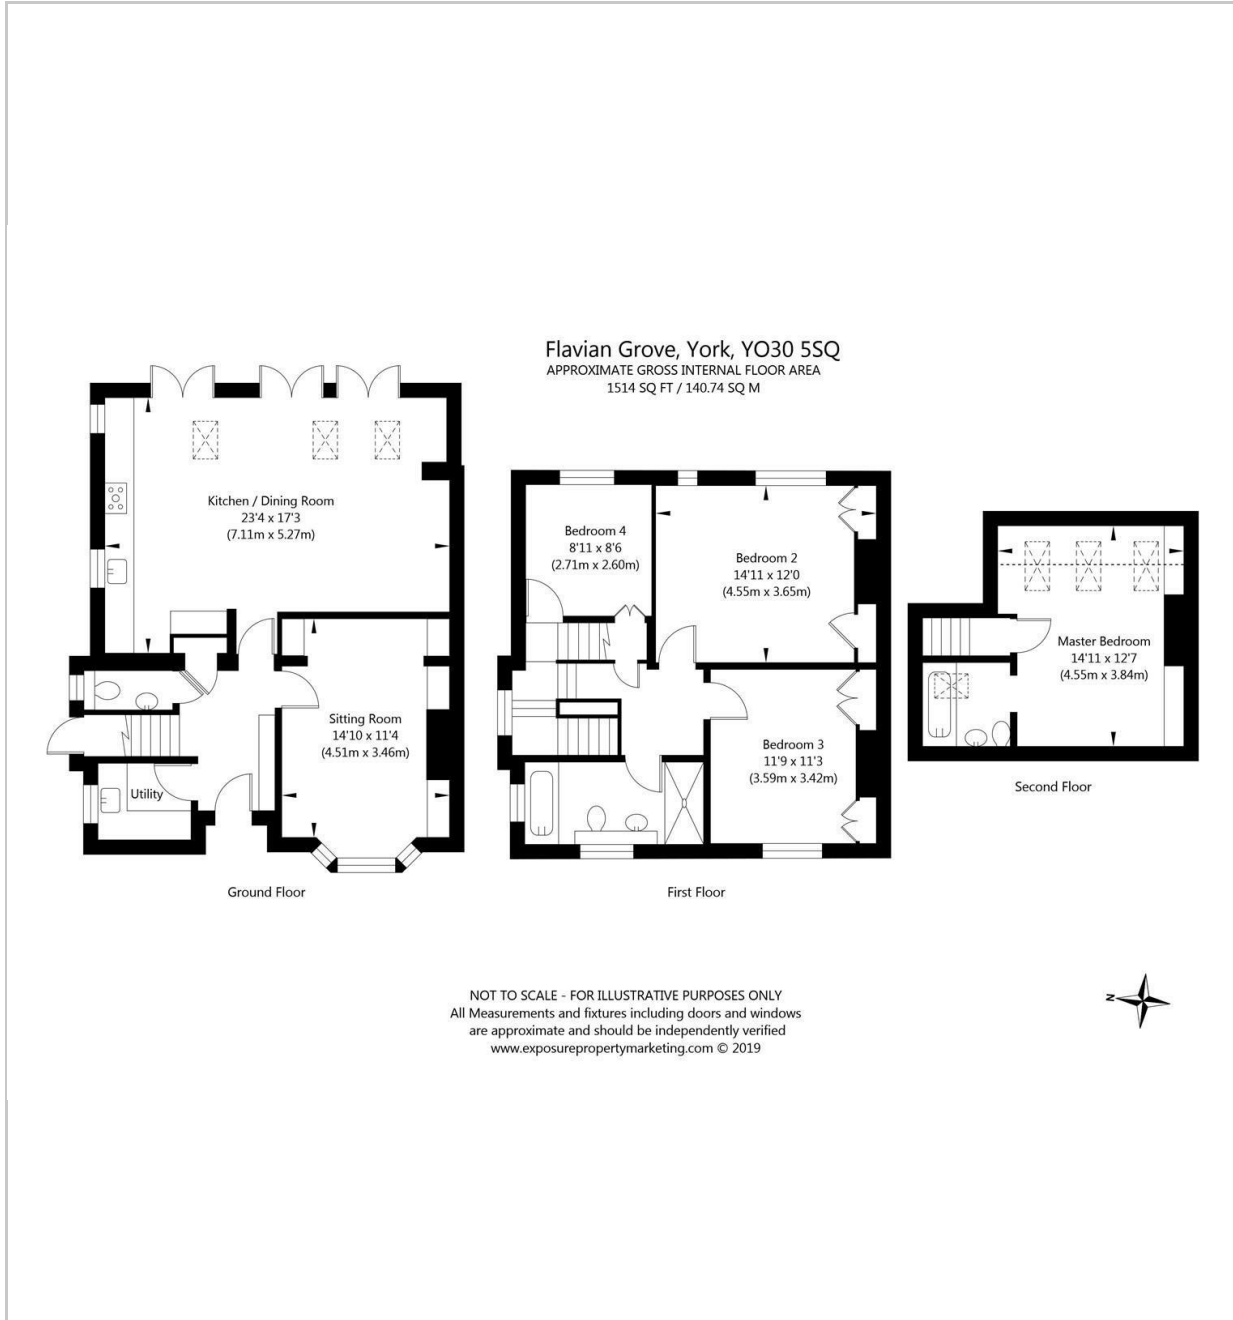 Flavian Grove, York, YO30 5SQ
APPROXIMATE GROSS INTERNAL FLOOR AREA
1514 SQ FT / 140.74 SQ M
Kitchen / Dining Room
23'4 x 17'3
(7.11m x 5.27m)
Sitting Room
14'10 x 11'4
(4.51m x 3.46m)
Utility
Ground Floor
Bedroom 4
8'11 x 8'6
(2.71m x 2.60m)
Bedroom 2
14'11 x 12'0
(4.55m x 3.65m)
Bedroom 3
11'9 x 11'3
(3.59m x 3.42m)
First Floor
Master Bedroom
14'11 x 12'7
(4.55m x 3.84m)
Second Floor
NOT TO SCALE - FOR ILLUSTRATIVE PURPOSES ONLY
All Measurements and fixtures including doors and windows
are approximate and should be independently verified
www.exposurepropertymarketing.com © 2019
N